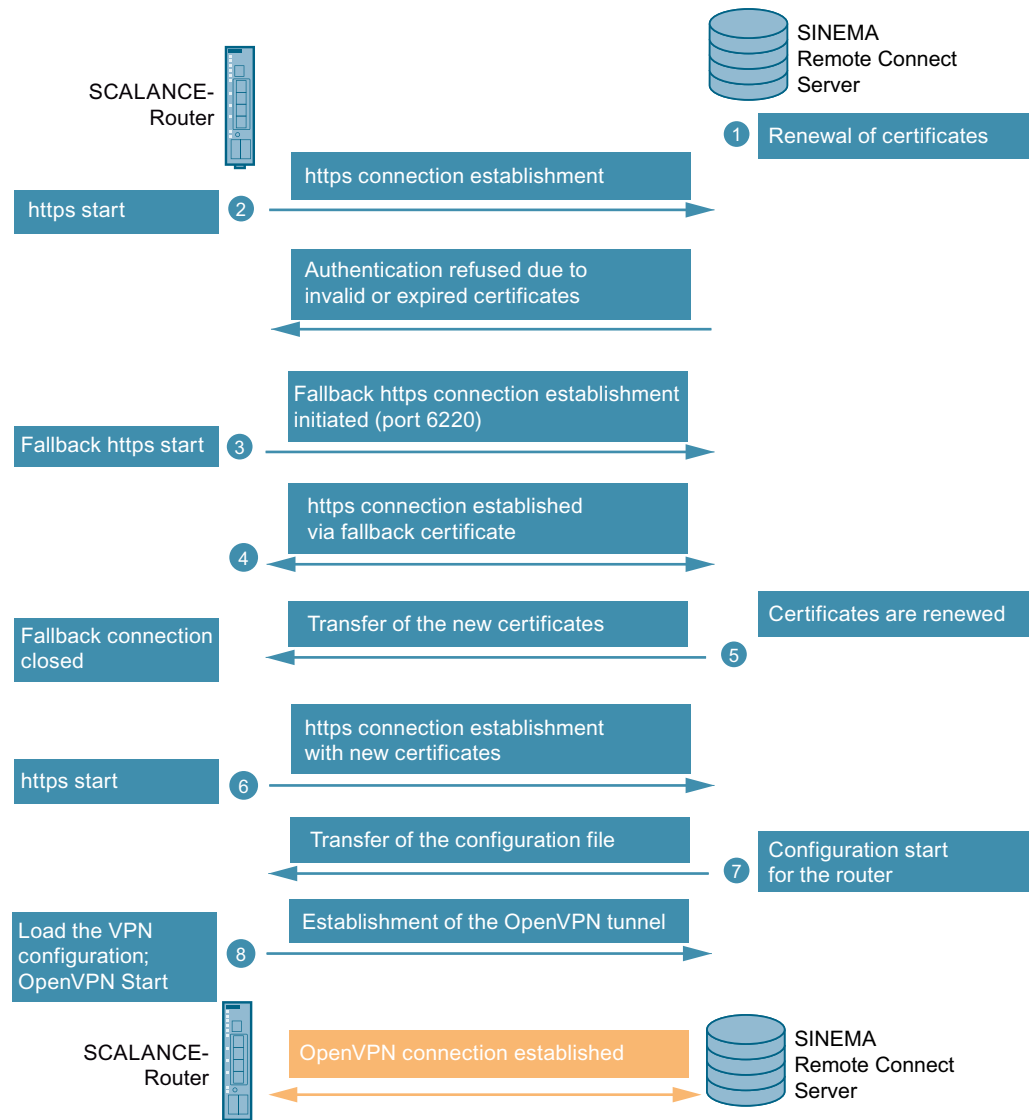 SINEMA
Remote Connect
Server
SCALANCE-
Router
1
Renewal of certificates
https connection establishment
https start
2
Authentication refused due to
invalid or expired certificates
Fallback https connection establishment
initiated (port 6220)
Fallback https start
3
https connection established
via fallback certificate
4
Certificates are renewed
Transfer of the new certificates
Fallback connection
closed
5
https connection establishment
with new certificates
https start
6
Transfer of the configuration file
7
Configuration start
for the router
Establishment of the OpenVPN tunnel
Load the VPN
configuration;
OpenVPN Start
8
SCALANCE-
Router
OpenVPN connection established
SINEMA
Remote Connect
Server